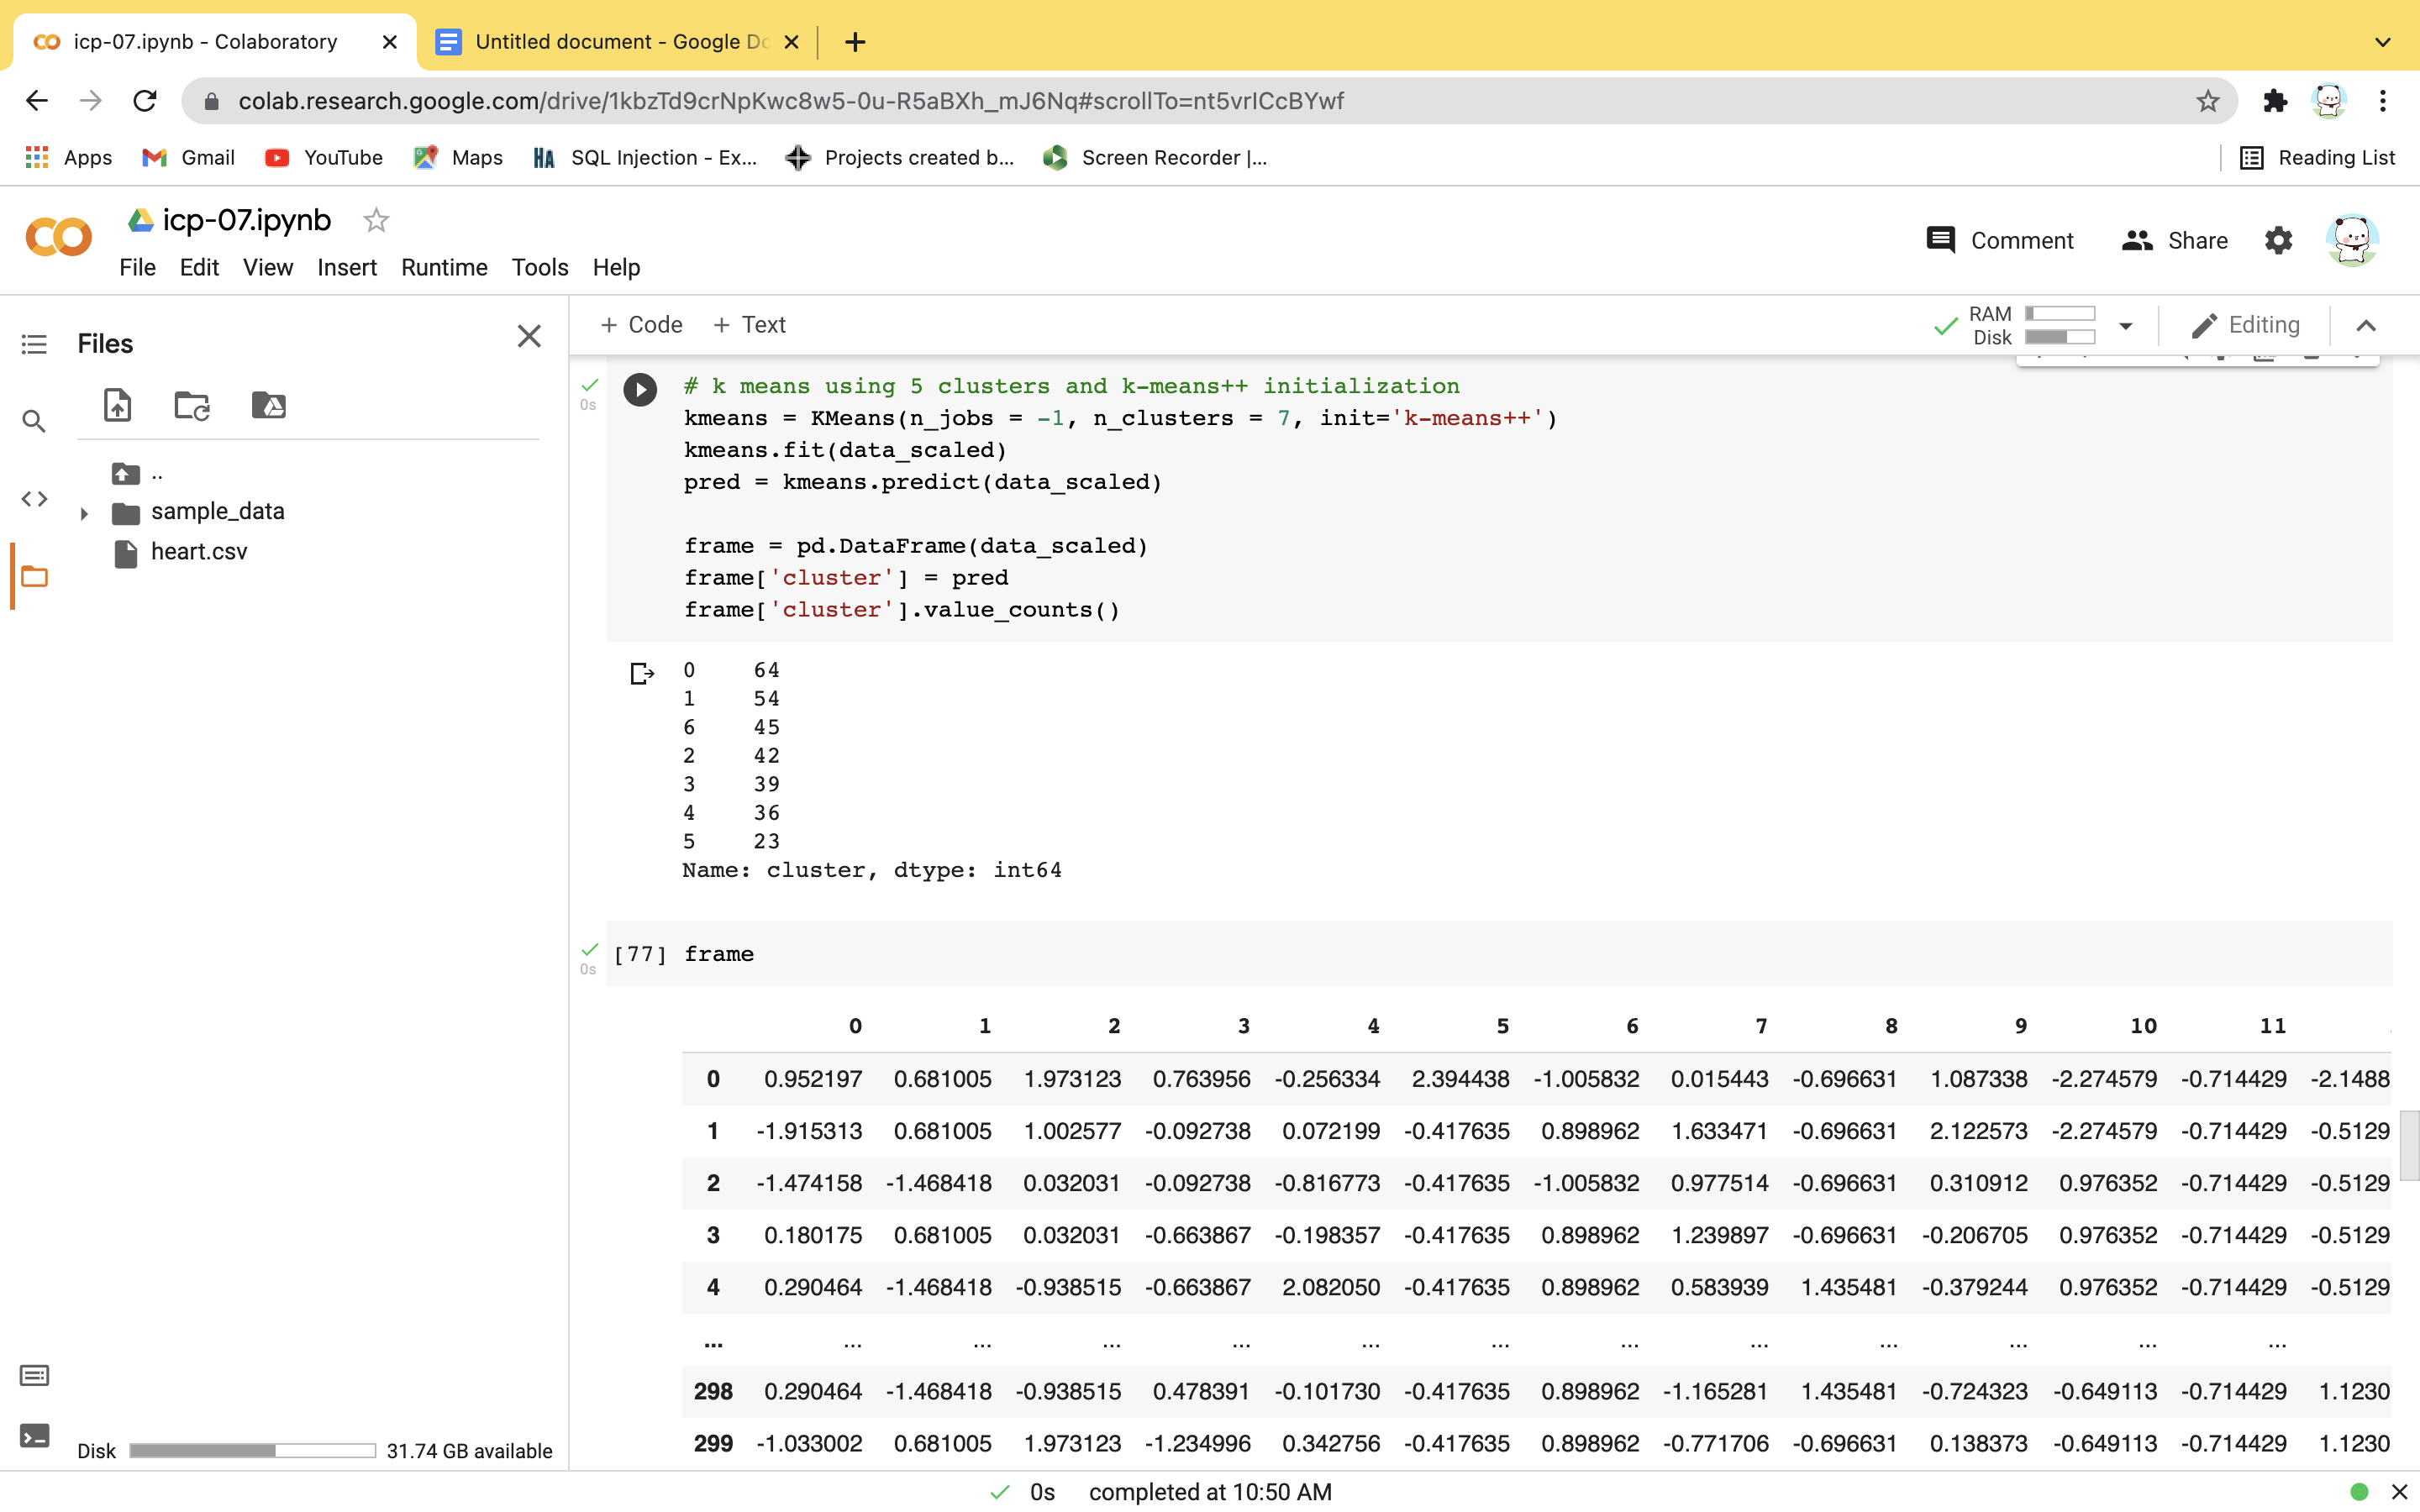 icp-07.ipynb - Colaboratory
Untitled document - Google Do
colab.research.google.com/drive/1kbzTd9crNpKwc8w5-0u-R5aBXh_mJ6Nq#scrollTo=nt5vrlCcBYwf
Apps Gmail YouTube Maps SQL Injection - Ex... Projects created b... Screen Recorder |... Reading List
icp-07.ipynb
Comment Share
File Edit View Insert Runtime Tools Help
Files
+ Code + Text
RAM
Disk
Editing
..
sample_data
heart.csv
0s
# k means using 5 clusters and k-means++ initialization
kmeans = KMeans(n_jobs = -1, n_clusters = 7, init='k-means++')
kmeans.fit(data_scaled)
pred = kmeans.predict(data_scaled)
frame = pd.DataFrame(data_scaled)
frame['cluster'] = pred
frame['cluster'].value_counts()
0 64
1 54
6 45
2 42
3 39
4 36
5 23
Name: cluster, dtype: int64
0s
[77] frame
0 1 2 3 4 5 6 7 8 9 10 11
0 0.952197 0.681005 1.973123 0.763956 -0.256334 2.394438 -1.005832 0.015443 -0.696631 1.087338 -2.274579 -0.714429 -2.1488
1 -1.915313 0.681005 1.002577 -0.092738 0.072199 -0.417635 0.898962 1.633471 -0.696631 2.122573 -2.274579 -0.714429 -0.5129
2 -1.474158 -1.468418 0.032031 -0.092738 -0.816773 -0.417635 -1.005832 0.977514 -0.696631 0.310912 0.976352 -0.714429 -0.5129
3 0.180175 0.681005 0.032031 -0.663867 -0.198357 -0.417635 0.898962 1.239897 -0.696631 -0.206705 0.976352 -0.714429 -0.5129
4 0.290464 -1.468418 -0.938515 -0.663867 2.082050 -0.417635 0.898962 0.583939 1.435481 -0.379244 0.976352 -0.714429 -0.5129
... ... ... ... ... ... ... ... ... ... ... ... ...
298 0.290464 -1.468418 -0.938515 0.478391 -0.101730 -0.417635 0.898962 -1.165281 1.435481 -0.724323 -0.649113 -0.714429 1.1230
299 -1.033002 0.681005 1.973123 -1.234996 0.342756 -0.417635 0.898962 -0.771706 -0.696631 0.138373 -0.649113 -0.714429 1.1230
Disk 31.74 GB available
0s completed at 10:50 AM